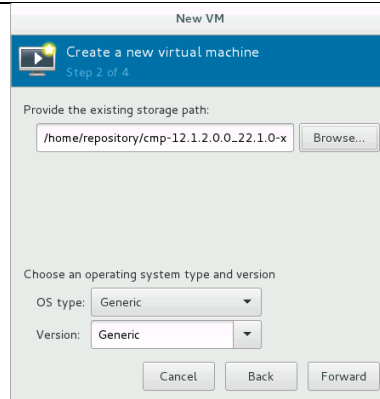 New VM
Create a new virtual machine
Step 2 of 4
Provide the existing storage path:
/home/repository/cmp-12.1.2.0.0_22.1.0-x
Browse...
Choose an operating system type and version
OS type: Generic
Version: Generic
Cancel Back Forward